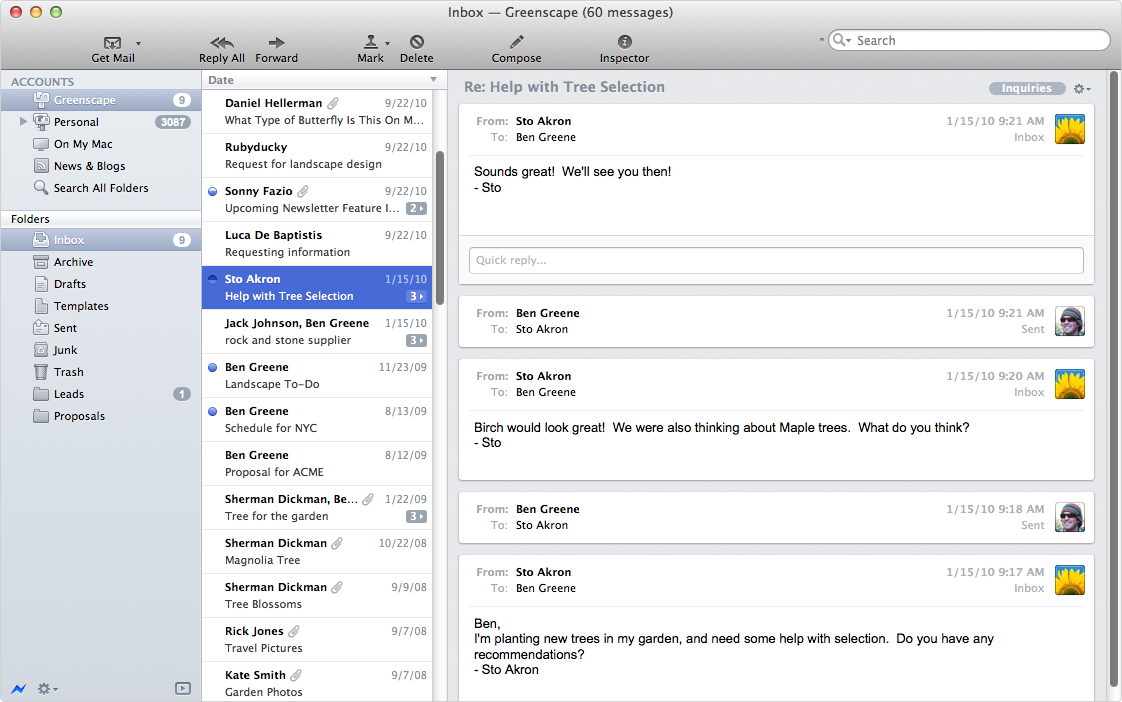 Inbox — Greenscape (60 messages)
Get Mail
Reply All
Forward
Mark
Delete
Compose
Inspector
Search
ACCOUNTS
Greenscape 9
Personal 3087
On My Mac
News & Blogs
Search All Folders
Folders
Inbox 9
Archive
Drafts
Templates
Sent
Junk
Trash
Leads 1
Proposals
Date
Daniel Hellerman 9/22/10
What Type of Butterfly Is This On M...
Rubyducky 9/22/10
Request for landscape design
Sonny Fazio 9/22/10
Upcoming Newsletter Feature I... 2
Luca De Baptistis 9/22/10
Requesting information
Sto Akron 1/15/10
Help with Tree Selection 3
Jack Johnson, Ben Greene 1/15/10
rock and stone supplier 3
Ben Greene 11/23/09
Landscape To-Do
Ben Greene 8/13/09
Schedule for NYC
Ben Greene 8/12/09
Proposal for ACME
Sherman Dickman, Be... 1/22/09
Tree for the garden 3
Sherman Dickman 10/22/08
Magnolia Tree
Sherman Dickman 9/9/08
Tree Blossoms
Rick Jones 9/7/08
Travel Pictures
Kate Smith 9/7/08
Garden Photos
Re: Help with Tree Selection
Inquiries
From: Sto Akron 1/15/10 9:21 AM
To: Ben Greene Inbox
Sounds great!  We'll see you then!
- Sto
Quick reply...
From: Ben Greene 1/15/10 9:21 AM
To: Sto Akron Sent
From: Sto Akron 1/15/10 9:20 AM
To: Ben Greene Inbox
Birch would look great!  We were also thinking about Maple trees.  What do you think?
- Sto
From: Ben Greene 1/15/10 9:18 AM
To: Sto Akron Sent
From: Sto Akron 1/15/10 9:17 AM
To: Ben Greene Inbox
Ben,
I'm planting new trees in my garden, and need some help with selection.  Do you have any
recommendations?
- Sto Akron